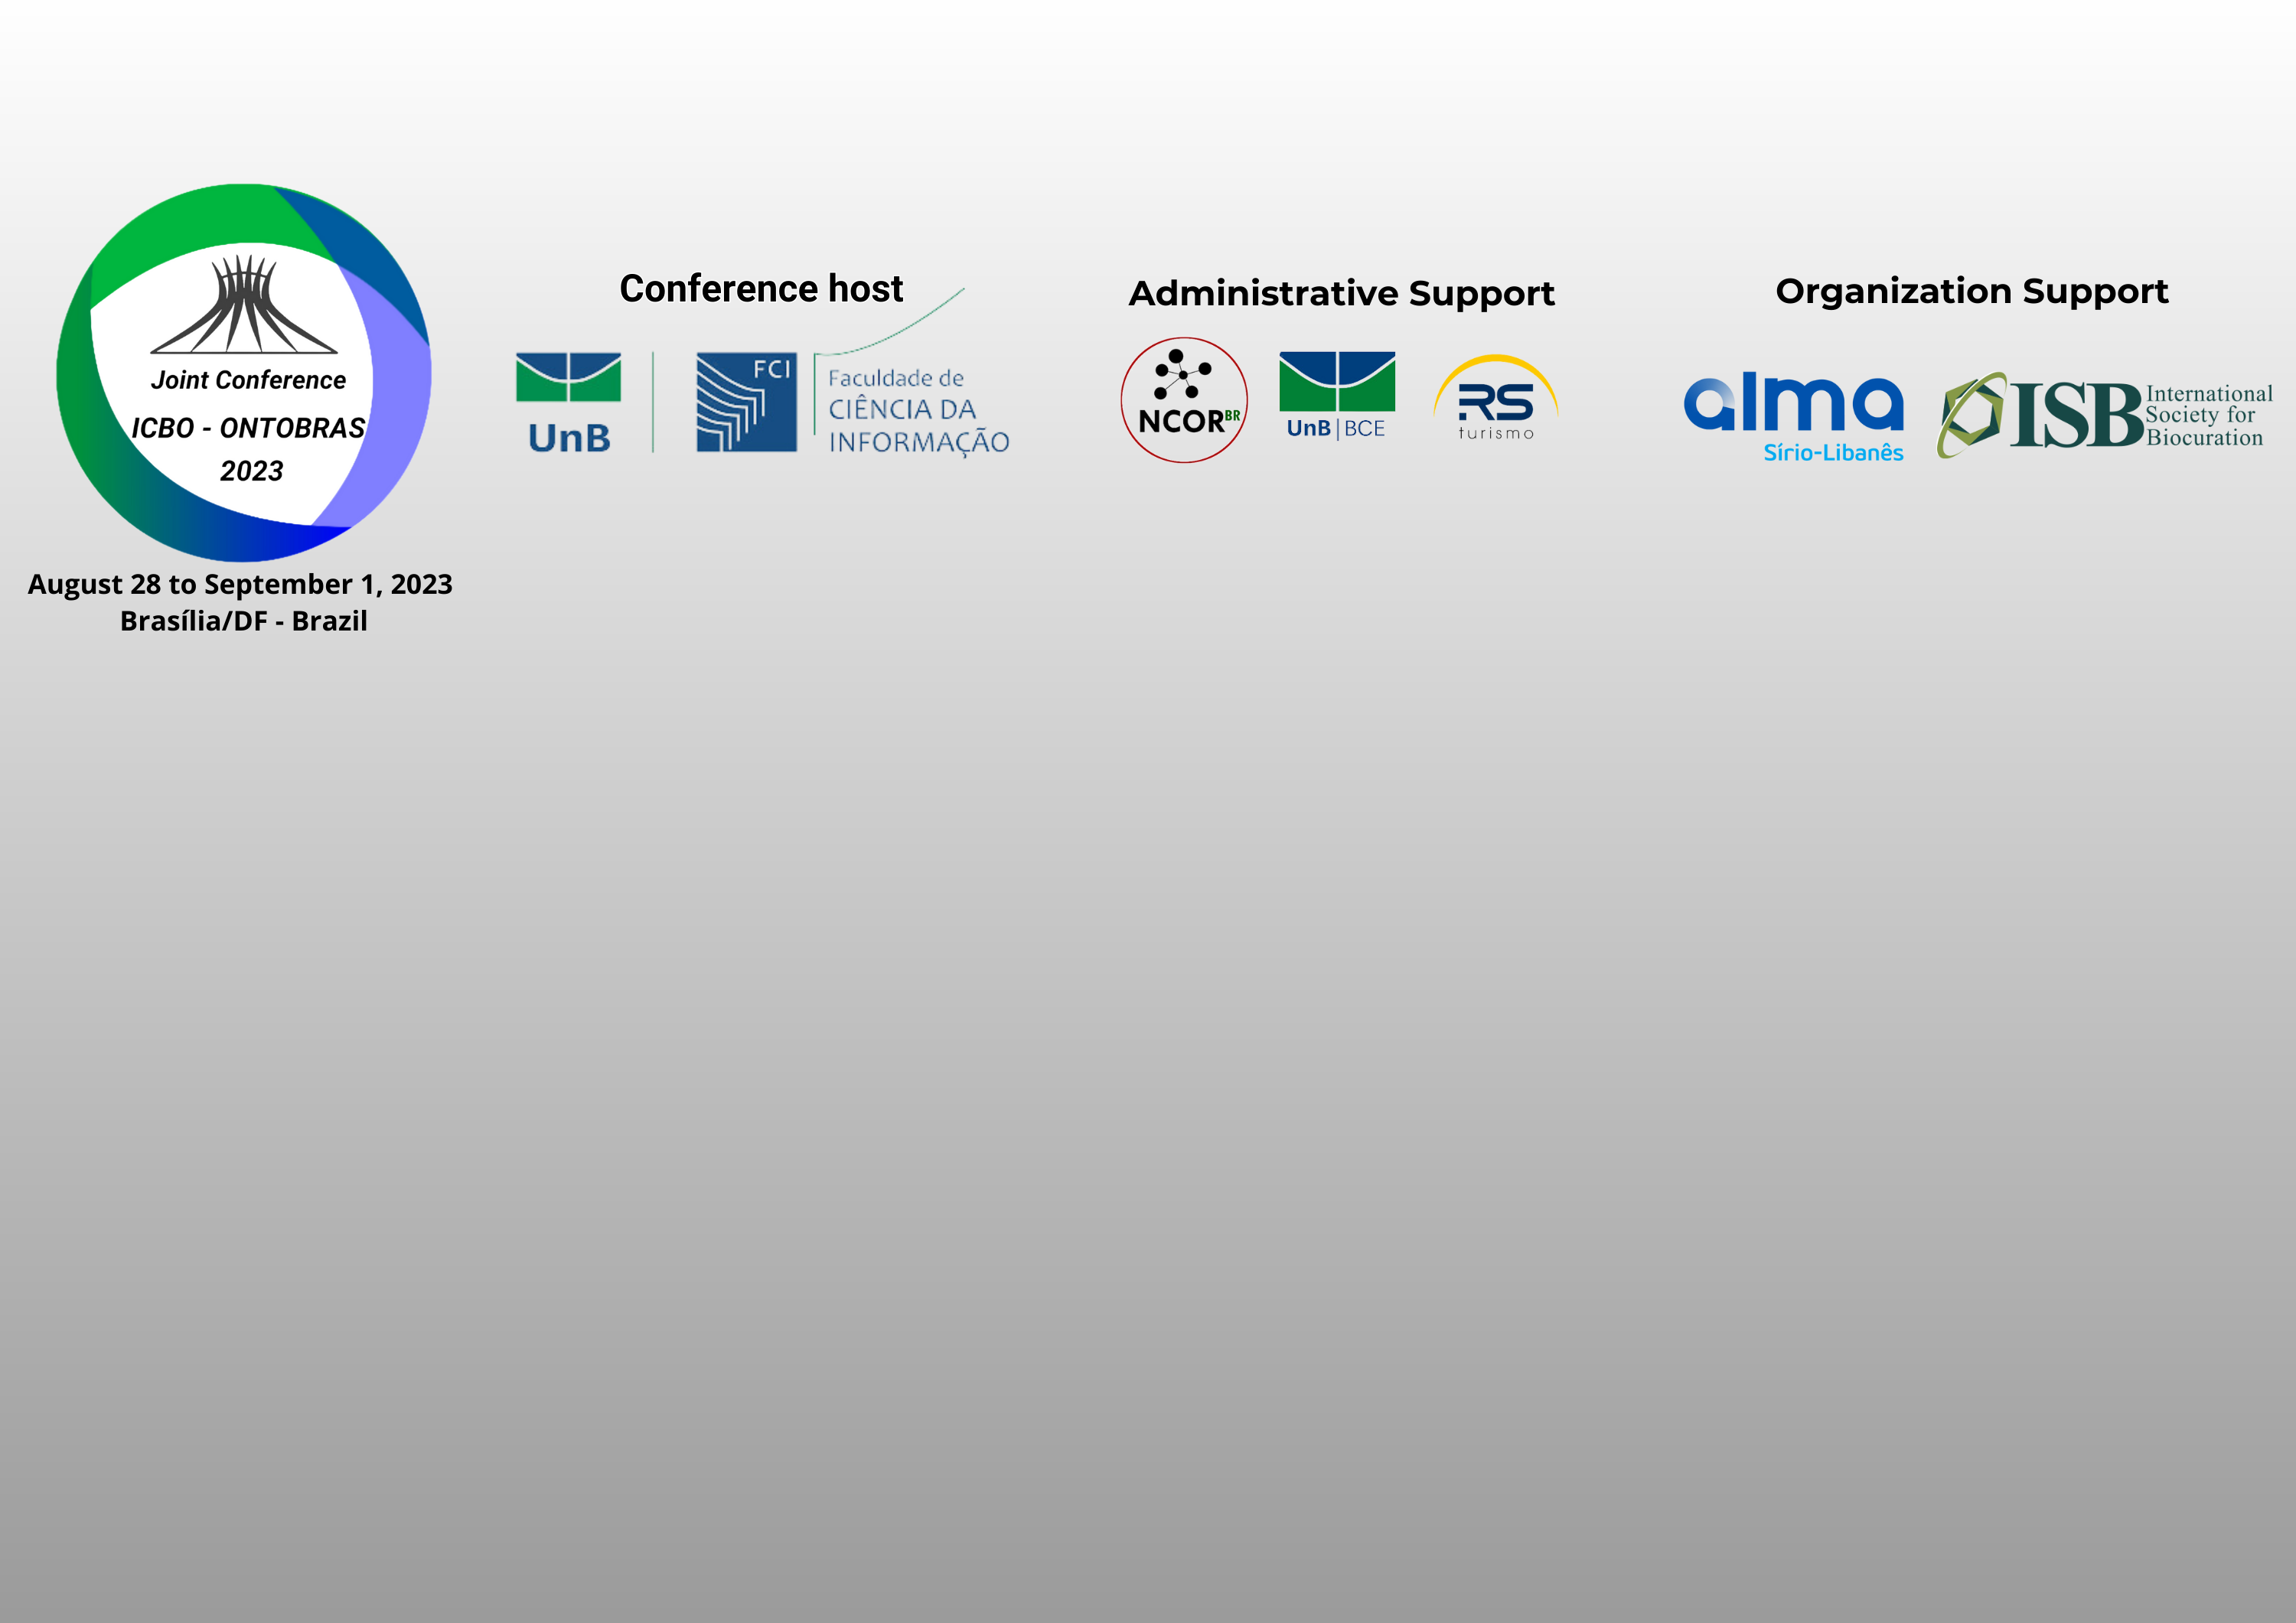 Joint Conference
ICBO - ONTOBRAS
2023
August 28 to September 1, 2023
Brasília/DF - Brazil
Conference host
UnB
FCI
Faculdade de
CIÊNCIA DA
INFORMAÇÃO
Administrative Support
NCORBR
UnB | BCE
RS
turismo
Organization Support
alma
Sírio-Libanês
ISB
International
Society for
Biocuration